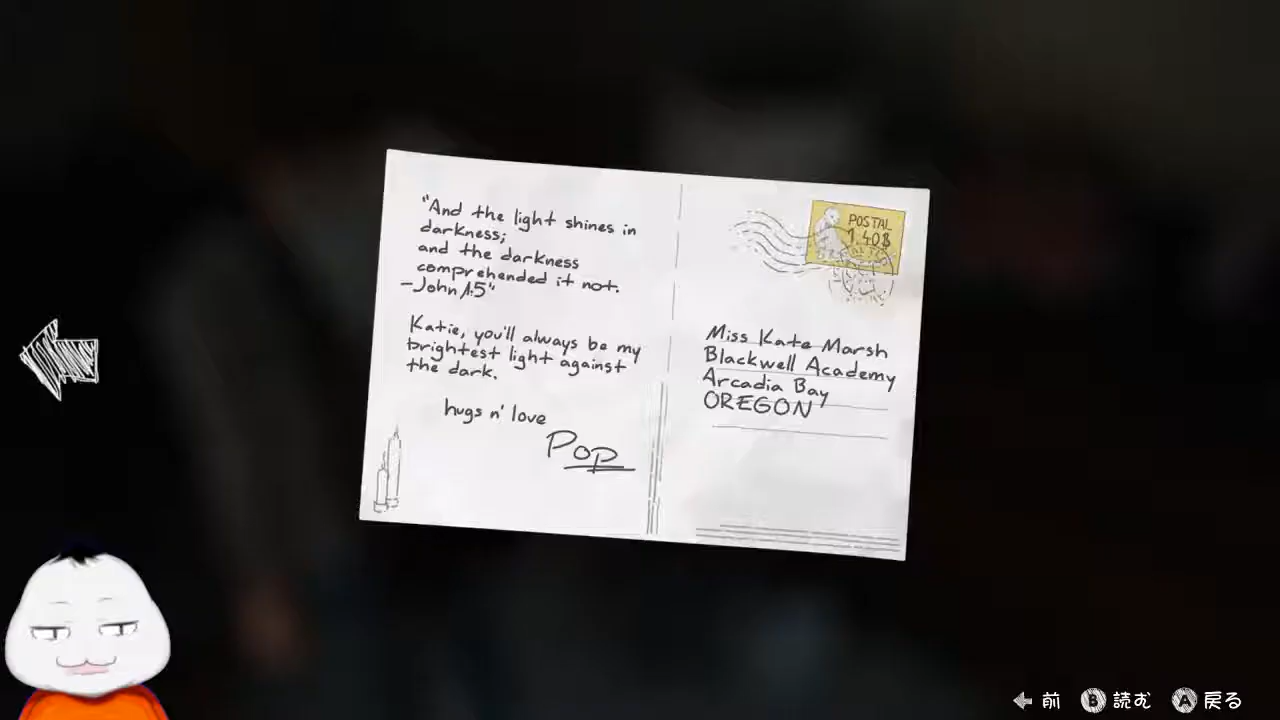 "And the light shines in
darkness;
and the darkness
comprehended it not.
-John 1:5"
Katie, you'll always be my
brightest light against
the dark.
hugs n' love
Pop
POSTAL
Miss Kate Marsh
Blackwell Academy
Arcadia Bay
OREGON
前
B 読む
A 戻る